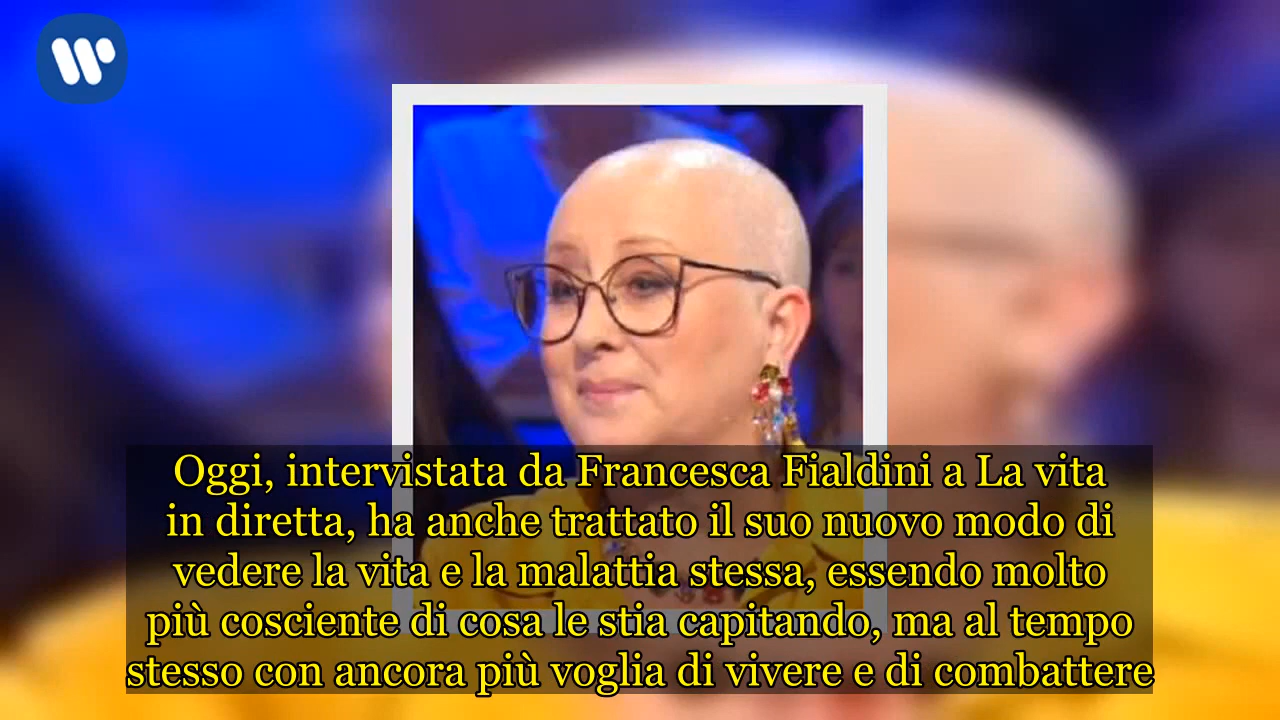 Oggi, intervistata da Francesca Fialdini a La vita
in diretta, ha anche trattato il suo nuovo modo di
vedere la vita e la malattia stessa, essendo molto
più cosciente di cosa le stia capitando, ma al tempo
stesso con ancora più voglia di vivere e di combattere